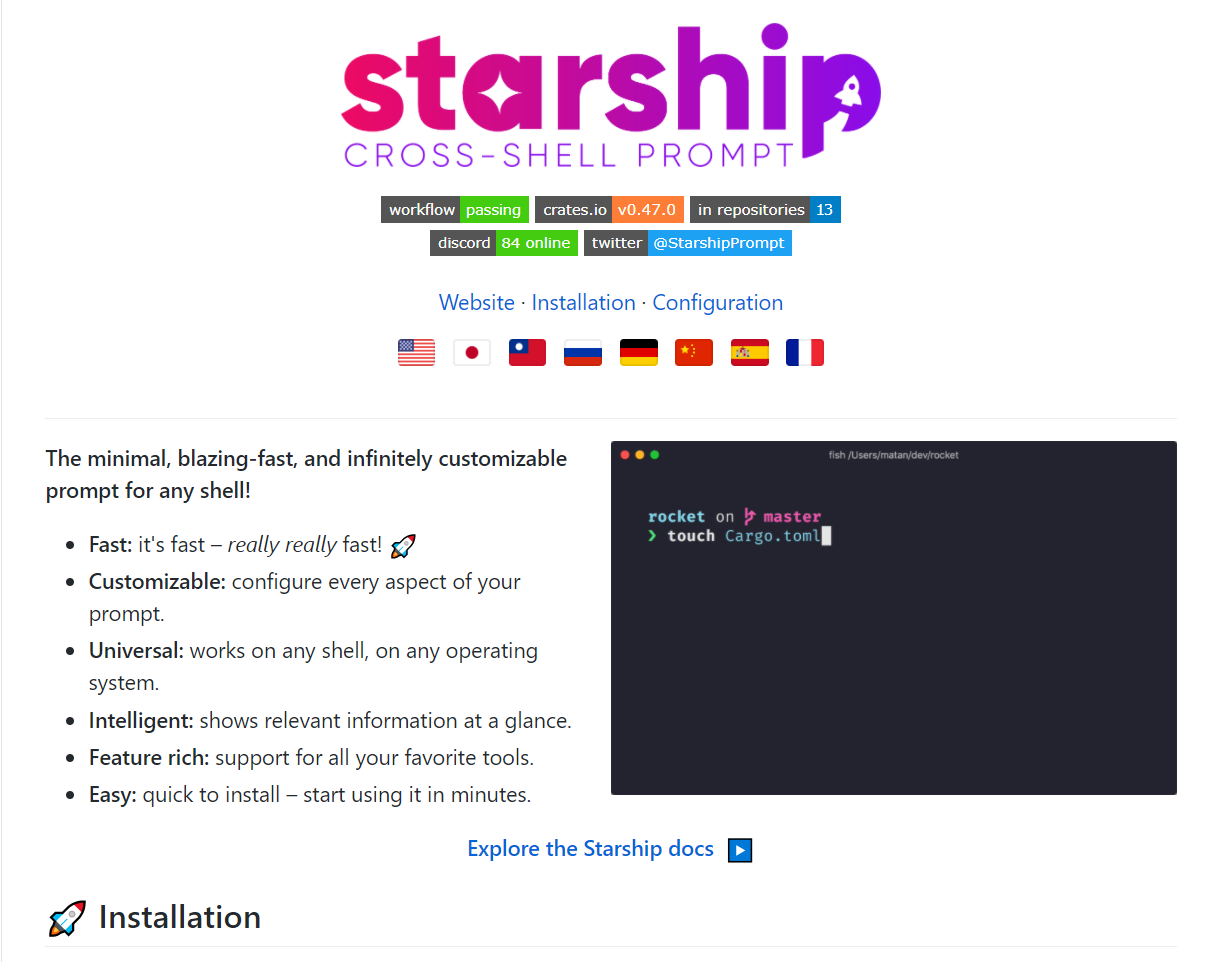 starship
CROSS-SHELL PROMPT
workflow passing crates.io v0.47.0 in repositories 13
discord 84 online twitter @StarshipPrompt
Website · Installation · Configuration
The minimal, blazing-fast, and infinitely customizable
prompt for any shell!
• Fast: it's fast – really really fast! 🚀
• Customizable: configure every aspect of your
prompt.
• Universal: works on any shell, on any operating
system.
• Intelligent: shows relevant information at a glance.
• Feature rich: support for all your favorite tools.
• Easy: quick to install – start using it in minutes.
fish /Users/matan/dev/rocket
rocket on master
❯ touch Cargo.toml
Explore the Starship docs ▶
🚀 Installation